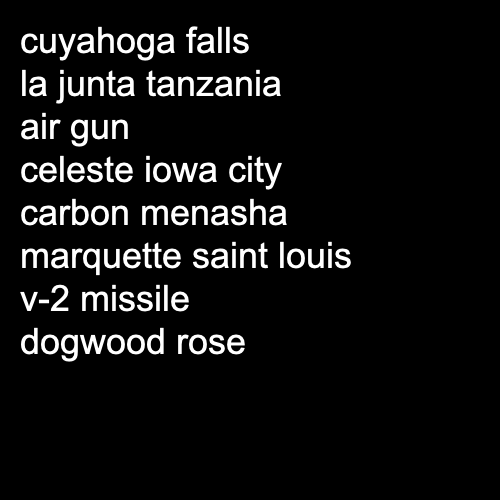 cuyahoga falls
la junta tanzania
air gun
celeste iowa city
carbon menasha
marquette saint louis
v-2 missile
dogwood rose